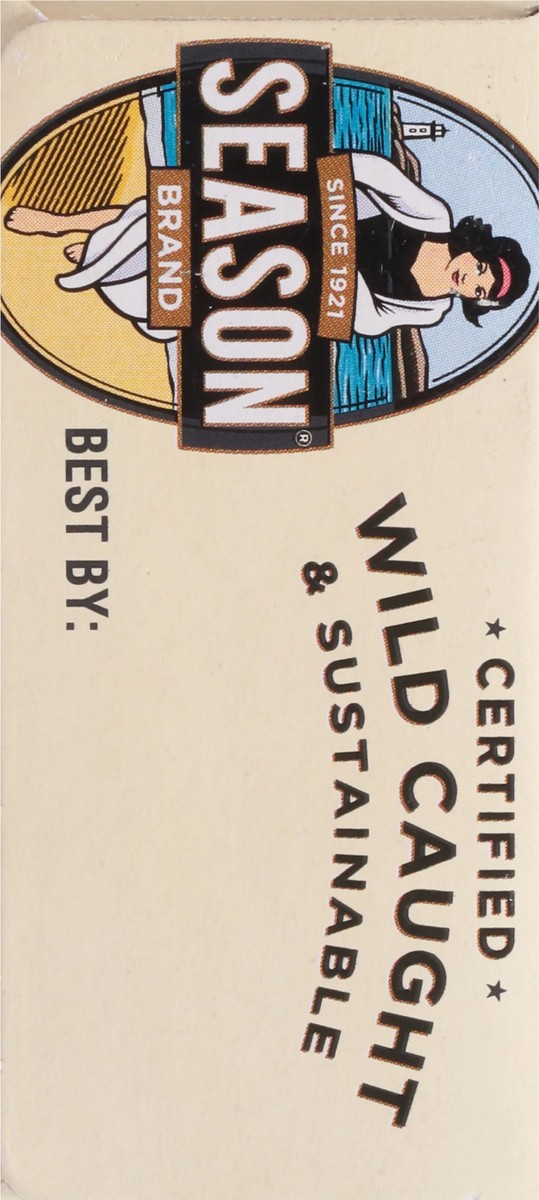 SINCE 1921
SEASON®
BRAND
★ CERTIFIED ★
WILD CAUGHT
& SUSTAINABLE
BEST BY: